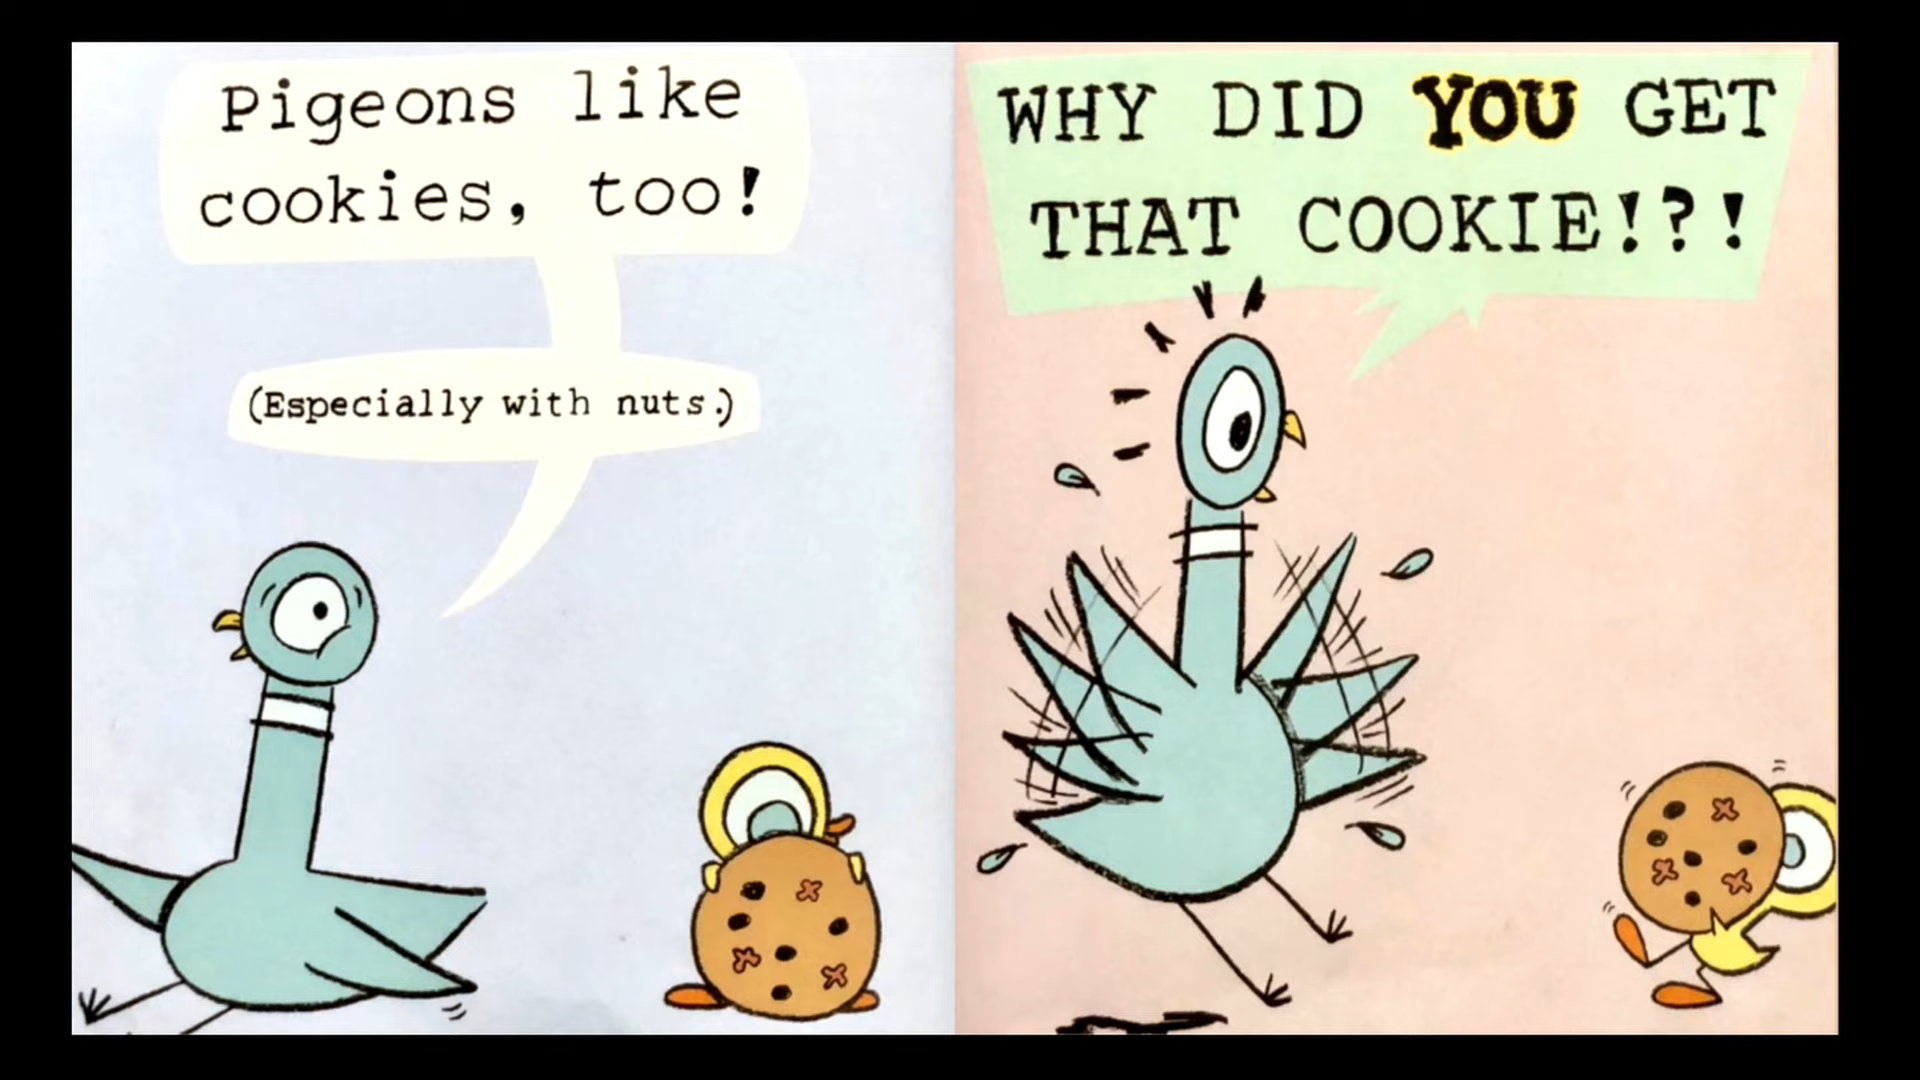 Pigeons like
cookies, too!
(Especially with nuts.)
WHY DID YOU GET
THAT COOKIE!?!